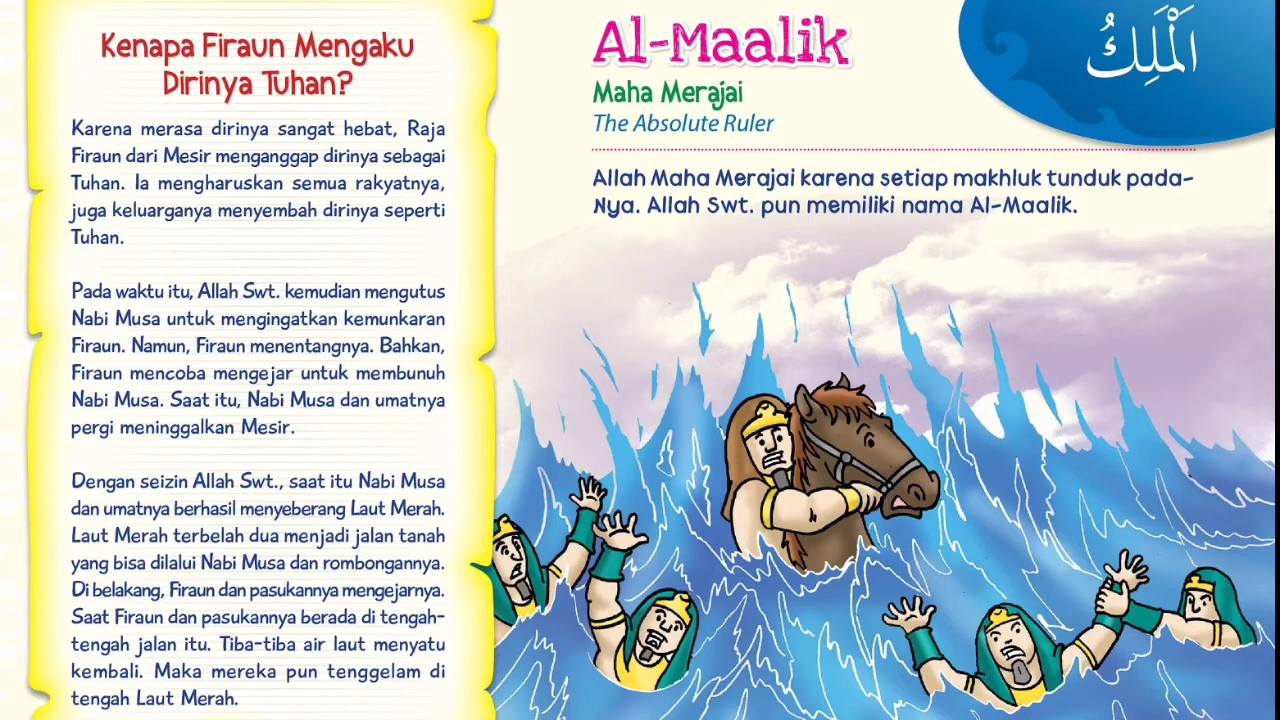 Kenapa Firaun Mengaku
Dirinya Tuhan?
Karena merasa dirinya sangat hebat, Raja
Firaun dari Mesir menganggap dirinya sebagai
Tuhan. Ia mengharuskan semua rakyatnya,
juga keluarganya menyembah dirinya seperti
Tuhan.
Pada waktu itu, Allah Swt. kemudian mengutus
Nabi Musa untuk mengingatkan kemunkaran
Firaun. Namun, Firaun menentangnya. Bahkan,
Firaun mencoba mengejar untuk membunuh
Nabi Musa. Saat itu, Nabi Musa dan umatnya
pergi meninggalkan Mesir.
Dengan seizin Allah Swt., saat itu Nabi Musa
dan umatnya berhasil menyeberang Laut Merah.
Laut Merah terbelah dua menjadi jalan tanah
yang bisa dilalui Nabi Musa dan rombongannya.
Di belakang, Firaun dan pasukannya mengejarnya.
Saat Firaun dan pasukannya berada di tengah-
tengah jalan itu. Tiba-tiba air laut menyatu
kembali. Maka mereka pun tenggelam di
tengah Laut Merah.
Al-Maalik
Maha Merajai
The Absolute Ruler
اَلْمَلِكُ
Allah Maha Merajai karena setiap makhluk tunduk pada-
Nya. Allah Swt. pun memiliki nama Al-Maalik.